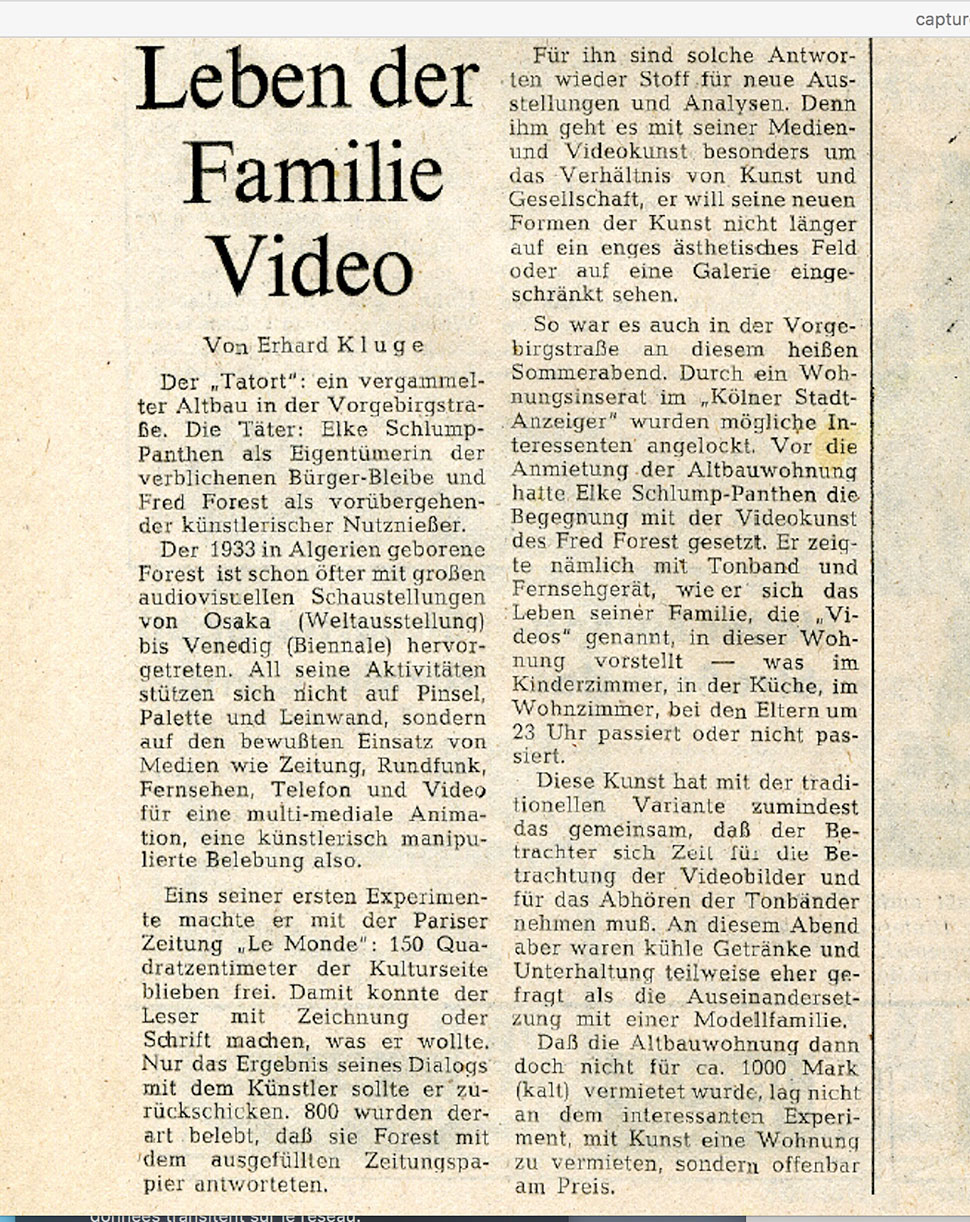 captur
Leben der
Familie
Video
Von Erhard Kluge
Der „Tatort“: ein vergammel-
ter Altbau in der Vorgebirgstra-
ße. Die Täter: Elke Schlump-
Panthen als Eigentümerin der
verblichenen Bürger-Bleibe und
Fred Forest als vorübergehen-
der künstlerischer Nutznießer.
Der 1933 in Algerien geborene
Forest ist schon öfter mit großen
audiovisuellen Schaustellungen
von Osaka (Weltausstellung)
bis Venedig (Biennale) hervor-
getreten. All seine Aktivitäten
stützen sich nicht auf Pinsel,
Palette und Leinwand, sondern
auf den bewußten Einsatz von
Medien wie Zeitung, Rundfunk,
Fernsehen, Telefon und Video
für eine multi-mediale Anima-
tion, eine künstlerisch manipu-
lierte Belebung also.
Eins seiner ersten Experimen-
te machte er mit der Pariser
Zeitung „Le Monde“: 150 Qua-
dratzentimeter der Kulturseite
blieben frei. Damit konnte der
Leser mit Zeichnung oder
Schrift machen, was er wollte.
Nur das Ergebnis seines Dialogs
mit dem Künstler sollte er zu-
rückschicken. 800 wurden der-
art belebt, daß sie Forest mit
dem ausgefüllten Zeitungspa-
pier antworteten.
Für ihn sind solche Antwor-
ten wieder Stoff für neue Aus-
stellungen und Analysen. Denn
ihm geht es mit seiner Medien-
und Videokunst besonders um
das Verhältnis von Kunst und
Gesellschaft, er will seine neuen
Formen der Kunst nicht länger
auf ein enges ästhetisches Feld
oder auf eine Galerie einge-
schränkt sehen.
So war es auch in der Vorge-
birgstraße an diesem heißen
Sommerabend. Durch ein Woh-
nungsinserat im „Kölner Stadt-
Anzeiger“ wurden mögliche In-
teressenten angelockt. Vor die
Anmietung der Altbauwohnung
hatte Elke Schlump-Panthen die
Begegnung mit der Videokunst
des Fred Forest gesetzt. Er zeig-
te nämlich mit Tonband und
Fernsehgerät, wie er sich das
Leben seiner Familie, die „Vi-
deos“ genannt, in dieser Woh-
nung vorstellt — was im
Kinderzimmer, in der Küche, im
Wohnzimmer, bei den Eltern um
23 Uhr passiert oder nicht pas-
siert.
Diese Kunst hat mit der tradi-
tionellen Variante zumindest
das gemeinsam, daß der Be-
trachter sich Zeit für die Be-
trachtung der Videobilder und
für das Abhören der Tonbänder
nehmen muß. An diesem Abend
aber waren kühle Getränke und
Unterhaltung teilweise eher ge-
fragt als die Auseinanderset-
zung mit einer Modellfamilie.
Daß die Altbauwohnung dann
doch nicht für ca. 1000 Mark
(kalt) vermietet wurde, lag nicht
an dem interessanten Experi-
ment, mit Kunst eine Wohnung
zu vermieten, sondern offenbar
am Preis.
données transitent sur le réseau.